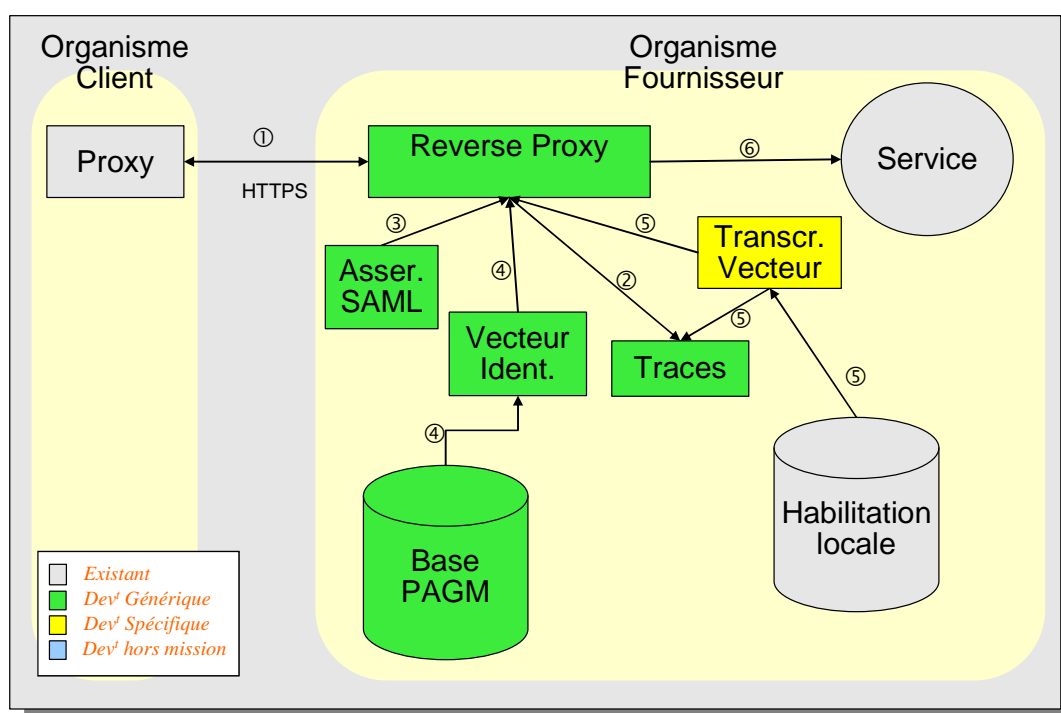 Organisme
Client
Organisme
Fournisseur
Proxy
①
HTTPS
Reverse Proxy
⑥
Service
③
Asser.
SAML
④
Vecteur
Ident.
②
⑤
Transcr.
Vecteur
⑤
Traces
⑤
④
Base
PAGM
Habilitation
locale
Existant
Devᵗ Générique
Devᵗ Spécifique
Devᵗ hors mission